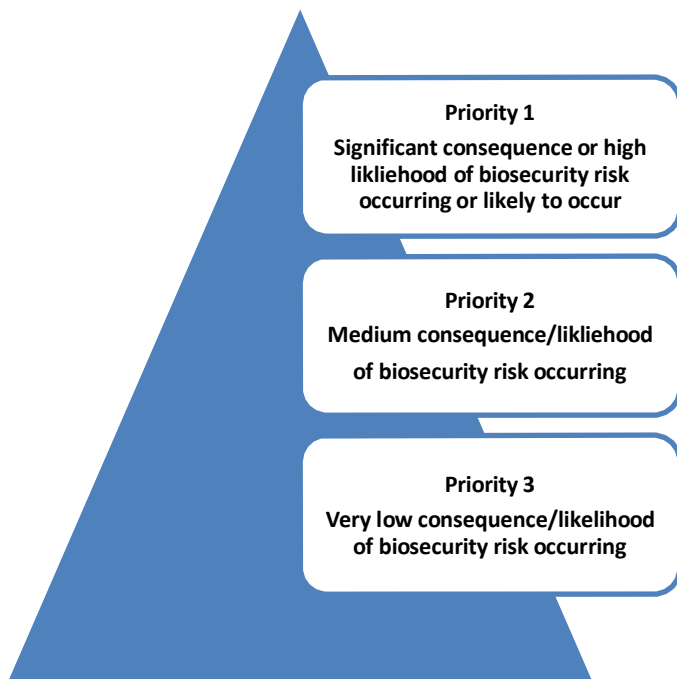 Priority 1
Significant consequence or high
likliehood of biosecurity risk
occurring or likely to occur
Priority 2
Medium consequence/likliehood
of biosecurity risk occurring
Priority 3
Very low consequence/likelihood
of biosecurity risk occurring